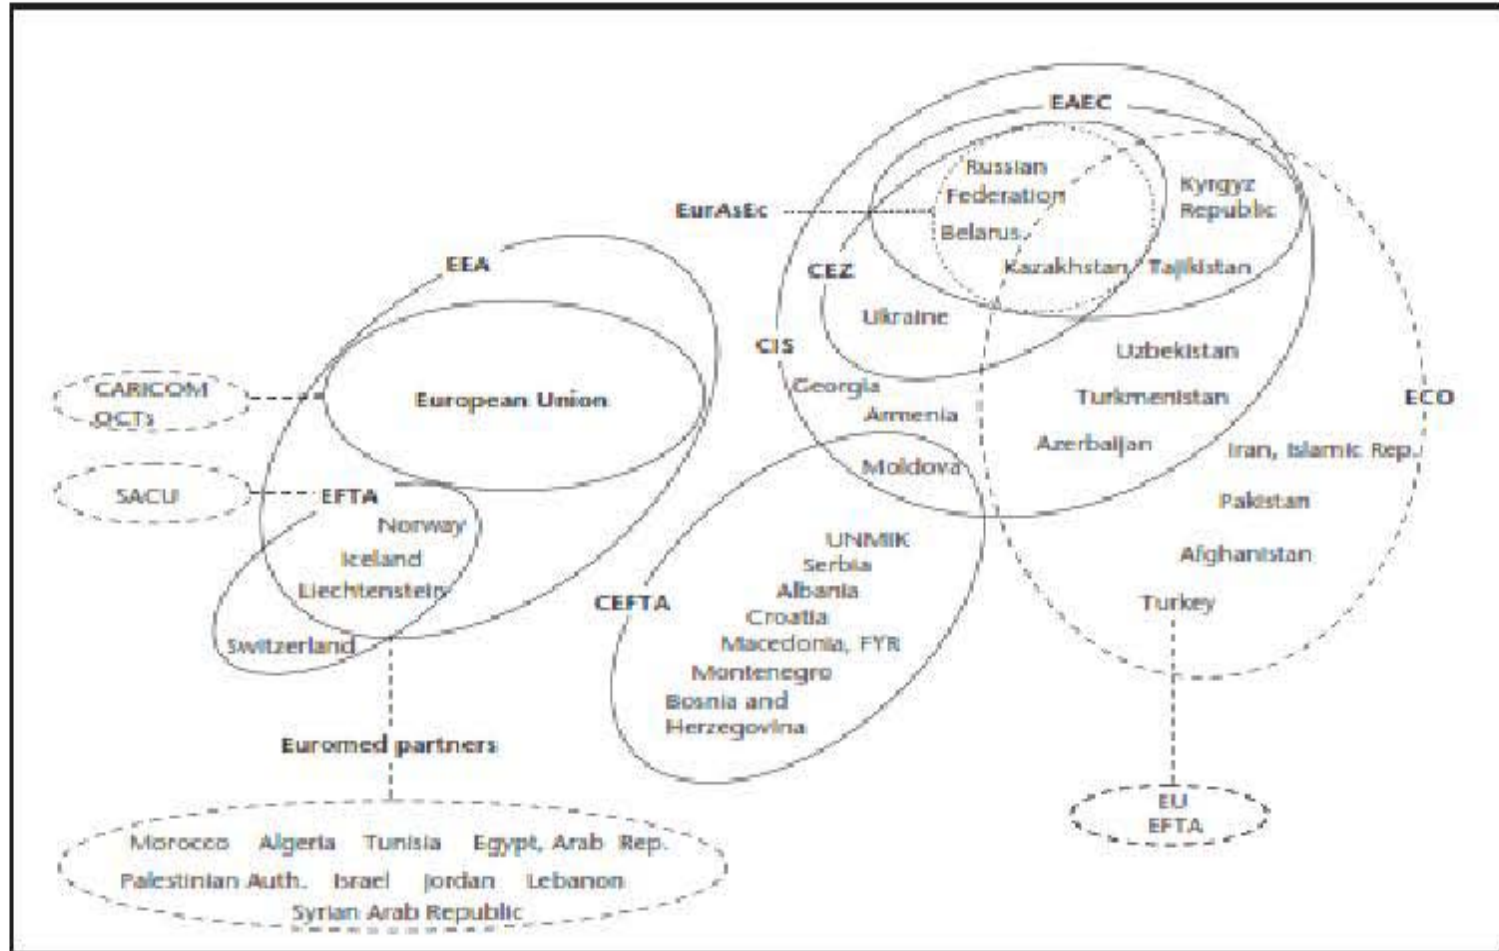 EAEC
Russian
Federation
Kyrgyz
Republic
EurAsEc
Belarus
EEA
CEZ
Kazakhstan
Tajikistan
Ukraine
CIS
Uzbekistan
CARICOM
OCTs
European Union
Georgia
Armenia
Turkmenistan
ECO
Azerbaijan
Iran, Islamic Rep.
Moldova
SACU
EFTA
Norway
Pakistan
Iceland
UNMIK
Serbia
Afghanistan
Liechtenstein
Albania
CEFTA
Croatia
Turkey
Switzerland
Macedonia, FYR
Montenegro
Bosnia and
Herzegovina
Euromed partners
EU
EFTA
Morocco Algeria Tunisia Egypt, Arab Rep.
Palestinian Auth. Israel Jordan Lebanon
Syrian Arab Republic